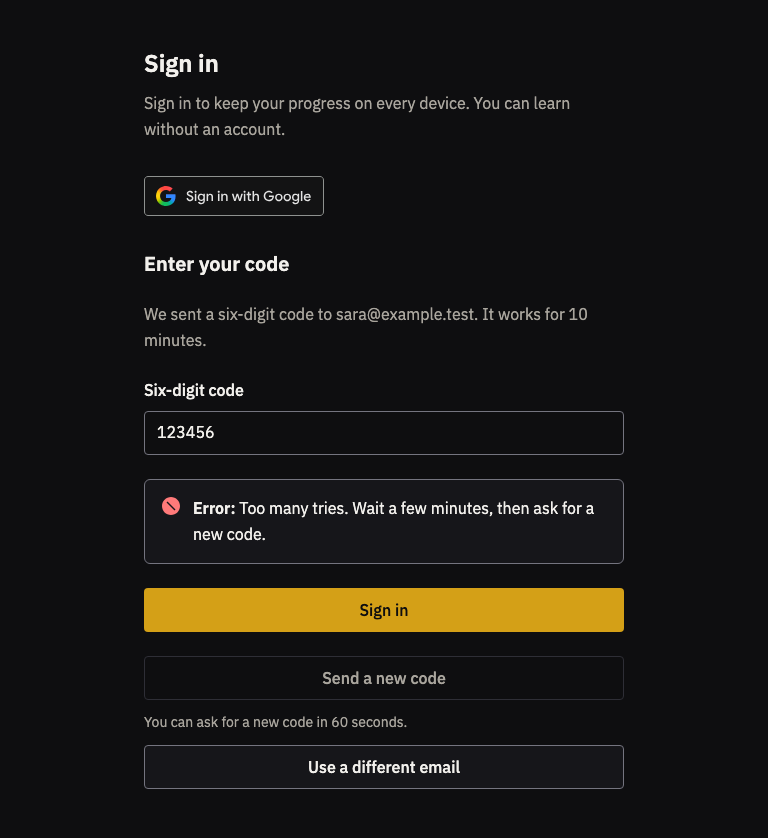 Sign in
Sign in to keep your progress on every device. You can learn
without an account.
Sign in with Google
Enter your code
We sent a six-digit code to sara@example.test. It works for 10
minutes.
Six-digit code
123456
Error: Too many tries. Wait a few minutes, then ask for a
new code.
Sign in
Send a new code
You can ask for a new code in 60 seconds.
Use a different email